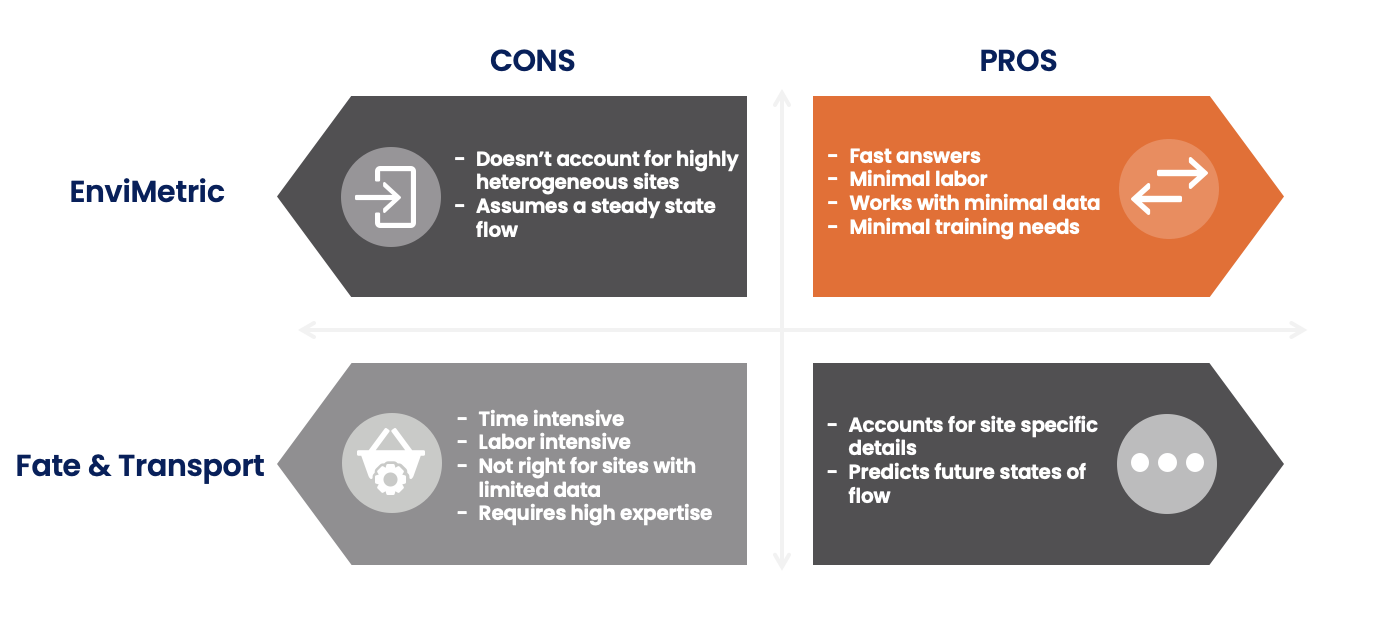 CONS
PROS
EnviMetric
- Doesn’t account for highly
heterogeneous sites
- Assumes a steady state
flow
- Fast answers
- Minimal labor
- Works with minimal data
- Minimal training needs
Fate & Transport
- Time intensive
- Labor intensive
- Not right for sites with
limited data
- Requires high expertise
- Accounts for site specific
details
- Predicts future states of
flow